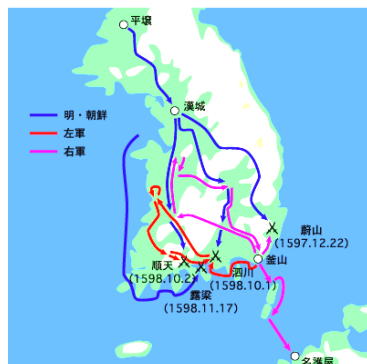 平壌
漢城
明・朝鮮
左軍
右軍
蔚山
(1597.12.22)
釜山
泗川
(1598.10.1)
順天
(1598.10.2)
露梁
(1598.11.17)
名護屋